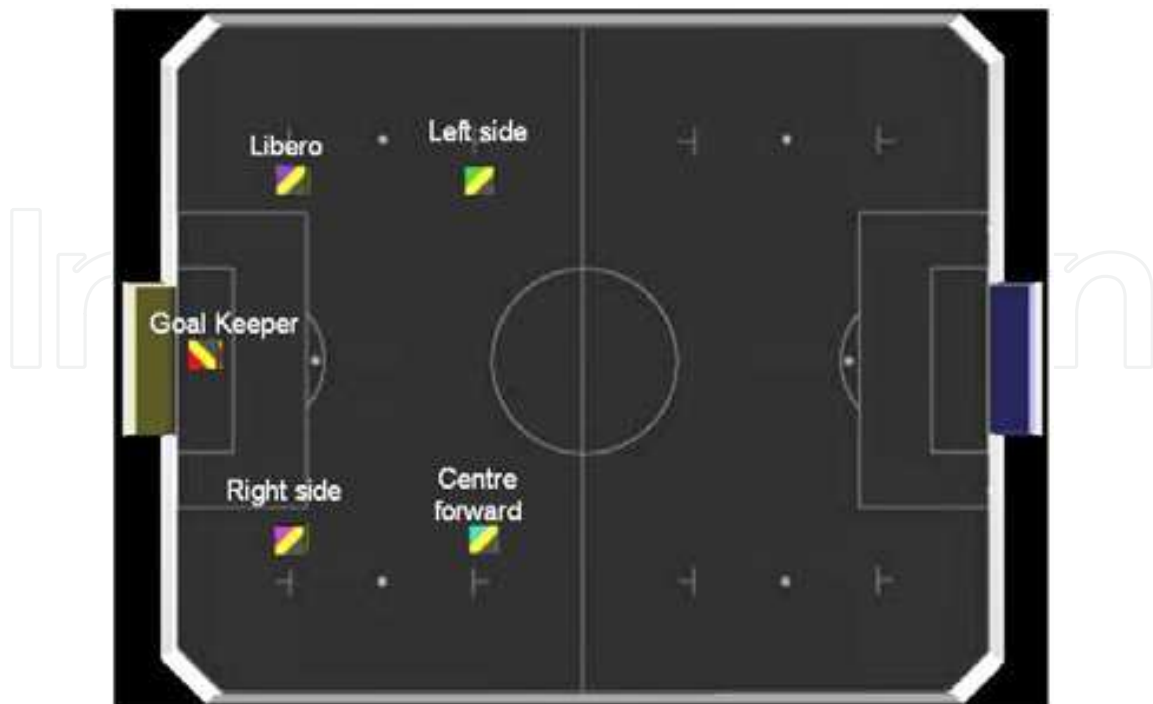 Libero
Left side
Goal Keeper
Right side
Centre
forward